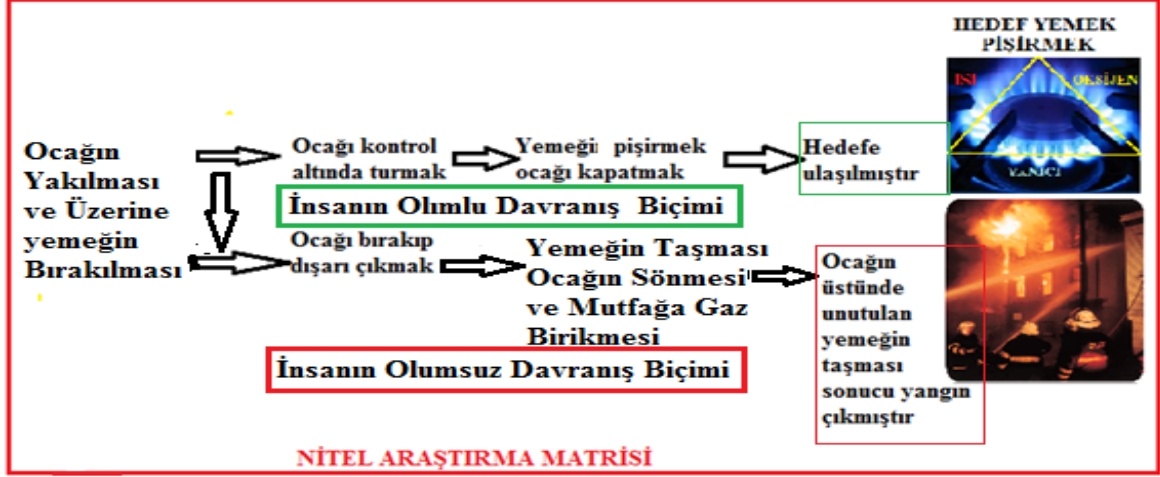 HEDEF YEMEK
PİŞİRMEK
ISI
OKSİJEN
YANICI
Ocağın
Yakılması
ve Üzerine
yemeğin
Bırakılması
Ocağı kontrol
altında turmak
Yemeği pişirmek
ocağı kapatmak
Hedefe
ulaşılmıştır
İnsanın Olımlu Davranış Biçimi
Ocağı bırakıp
dışarı çıkmak
Yemeğin Taşması
Ocağın Sönmesi
ve Mutfağa Gaz
Birikmesi
Ocağın
üstünde
unutulan
yemeğin
taşması
sonucu yangın
çıkmıştır
İnsanın Olumsuz Davranış Biçimi
NİTEL ARAŞTIRMA MATRİSİ